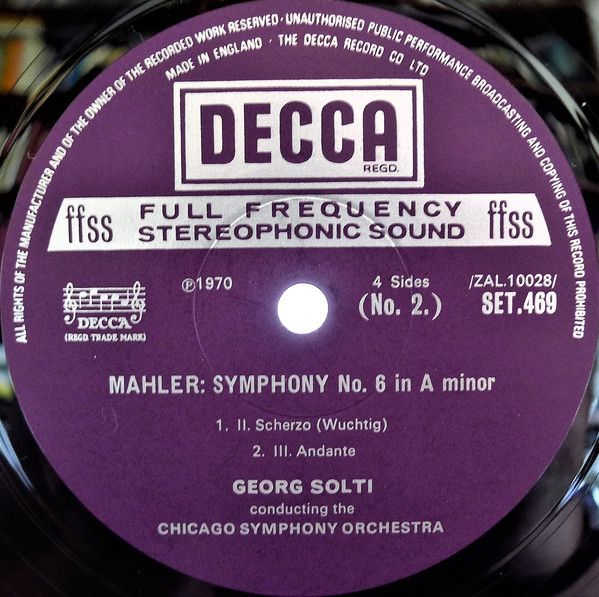 ALL RIGHTS OF THE MANUFACTURER AND OF THE OWNER OF THE RECORDED WORK RESERVED · UNAUTHORISED PUBLIC PERFORMANCE BROADCASTING AND COPYING OF THIS RECORD PROHIBITED
MADE IN ENGLAND · THE DECCA RECORD CO LTD
DECCA
REGD.
ffss FULL FREQUENCY STEREOPHONIC SOUND ffss
℗1970
4 Sides
(No. 2.)
/ZAL.10028/
SET.469
DECCA
(REGD. TRADE MARK)
MAHLER: SYMPHONY No. 6 in A minor
1. II. Scherzo (Wuchtig)
2. III. Andante
GEORG SOLTI
conducting the
CHICAGO SYMPHONY ORCHESTRA